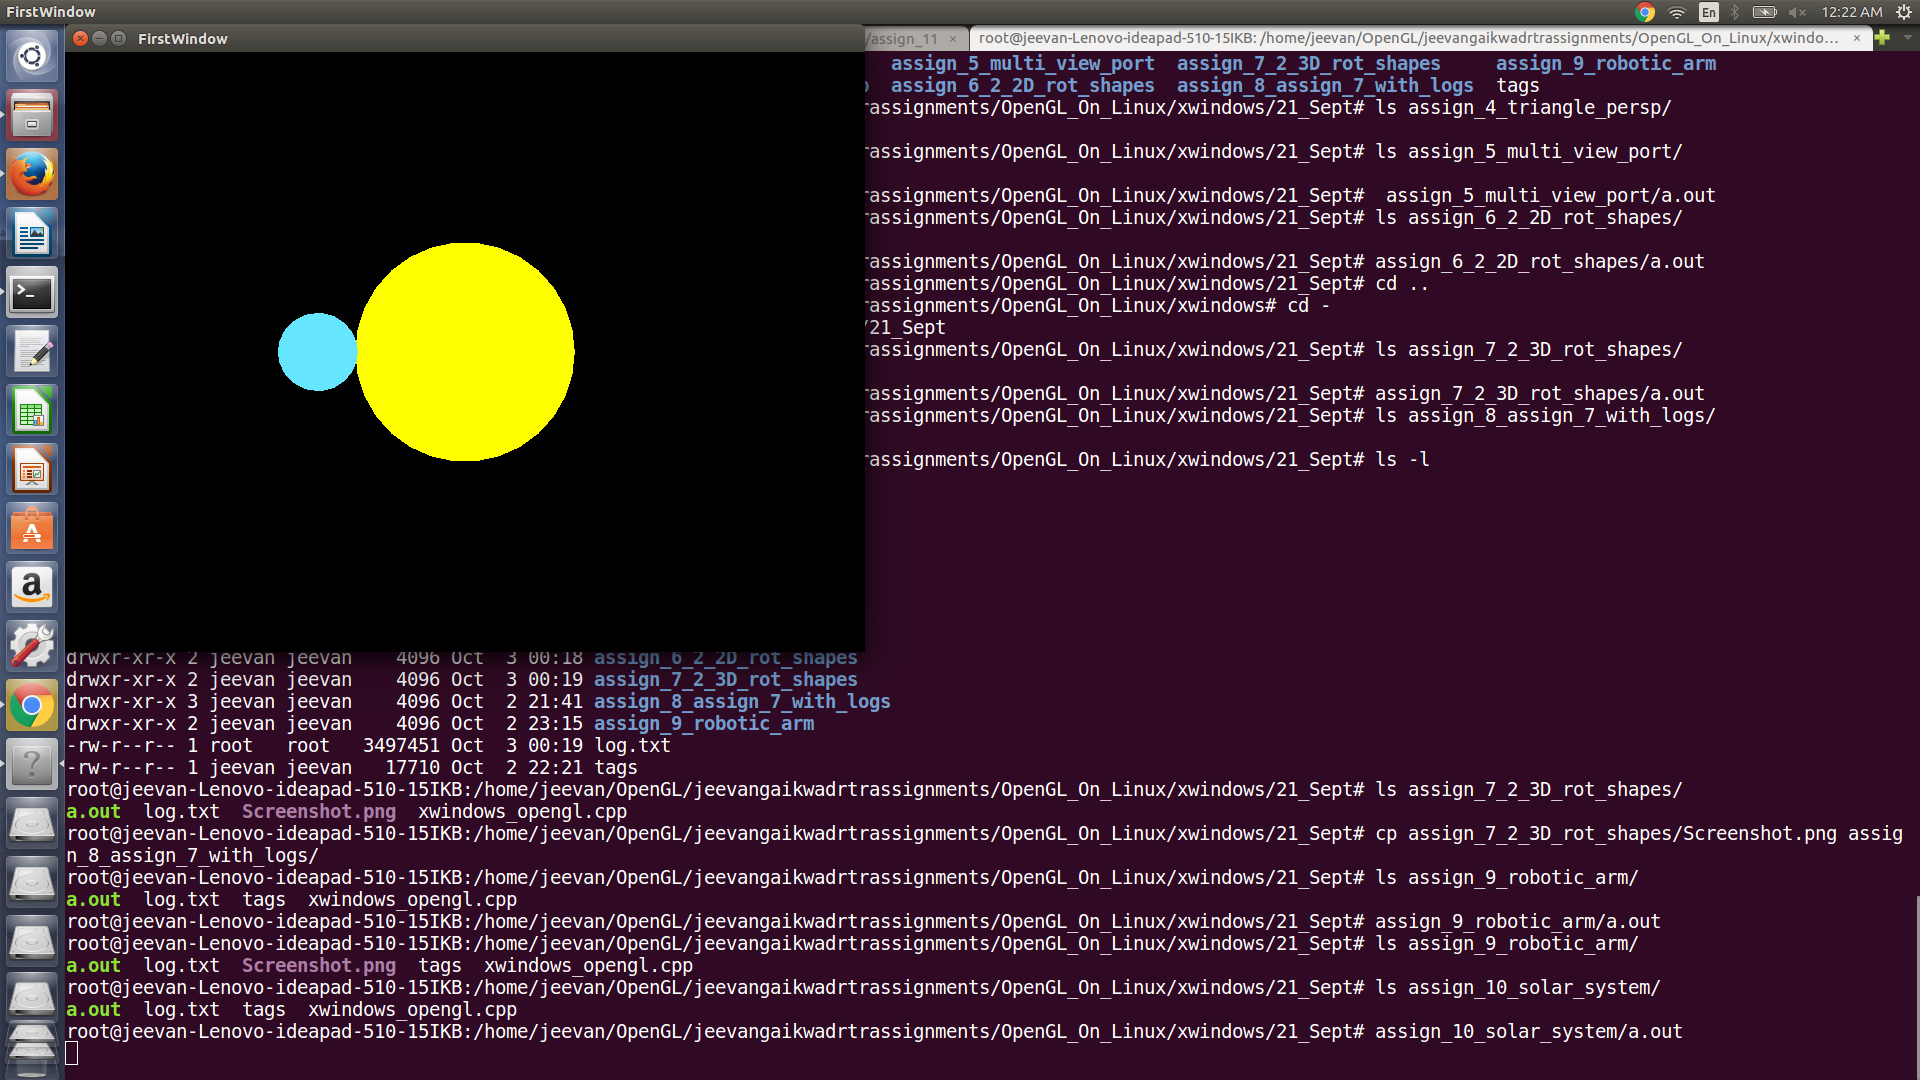 FirstWindow
En
12:22 AM
FirstWindow
/assign_11 ×
root@jeevan-Lenovo-ideapad-510-15IKB: /home/jeevan/OpenGL/jeevangaikwadrtrassignments/OpenGL_On_Linux/xwindo... ×
assign_5_multi_view_port assign_7_2_3D_rot_shapes assign_9_robotic_arm
assign_6_2_2D_rot_shapes assign_8_assign_7_with_logs tags
rassignments/OpenGL_On_Linux/xwindows/21_Sept# ls assign_4_triangle_persp/
rassignments/OpenGL_On_Linux/xwindows/21_Sept# ls assign_5_multi_view_port/
rassignments/OpenGL_On_Linux/xwindows/21_Sept#  assign_5_multi_view_port/a.out
rassignments/OpenGL_On_Linux/xwindows/21_Sept# ls assign_6_2_2D_rot_shapes/
rassignments/OpenGL_On_Linux/xwindows/21_Sept# assign_6_2_2D_rot_shapes/a.out
rassignments/OpenGL_On_Linux/xwindows/21_Sept# cd ..
rassignments/OpenGL_On_Linux/xwindows# cd -
/21_Sept
rassignments/OpenGL_On_Linux/xwindows/21_Sept# ls assign_7_2_3D_rot_shapes/
rassignments/OpenGL_On_Linux/xwindows/21_Sept# assign_7_2_3D_rot_shapes/a.out
rassignments/OpenGL_On_Linux/xwindows/21_Sept# ls assign_8_assign_7_with_logs/
rassignments/OpenGL_On_Linux/xwindows/21_Sept# ls -l
drwxr-xr-x 2 jeevan jeevan    4096 Oct  3 00:18 assign_6_2_2D_rot_shapes
drwxr-xr-x 2 jeevan jeevan    4096 Oct  3 00:19 assign_7_2_3D_rot_shapes
drwxr-xr-x 3 jeevan jeevan    4096 Oct  2 21:41 assign_8_assign_7_with_logs
drwxr-xr-x 2 jeevan jeevan    4096 Oct  2 23:15 assign_9_robotic_arm
-rw-r--r-- 1 root   root   3497451 Oct  3 00:19 log.txt
-rw-r--r-- 1 jeevan jeevan   17710 Oct  2 22:21 tags
root@jeevan-Lenovo-ideapad-510-15IKB:/home/jeevan/OpenGL/jeevangaikwadrtrassignments/OpenGL_On_Linux/xwindows/21_Sept# ls assign_7_2_3D_rot_shapes/
a.out  log.txt  Screenshot.png  xwindows_opengl.cpp
root@jeevan-Lenovo-ideapad-510-15IKB:/home/jeevan/OpenGL/jeevangaikwadrtrassignments/OpenGL_On_Linux/xwindows/21_Sept# cp assign_7_2_3D_rot_shapes/Screenshot.png assig
n_8_assign_7_with_logs/
root@jeevan-Lenovo-ideapad-510-15IKB:/home/jeevan/OpenGL/jeevangaikwadrtrassignments/OpenGL_On_Linux/xwindows/21_Sept# ls assign_9_robotic_arm/
a.out  log.txt  tags  xwindows_opengl.cpp
root@jeevan-Lenovo-ideapad-510-15IKB:/home/jeevan/OpenGL/jeevangaikwadrtrassignments/OpenGL_On_Linux/xwindows/21_Sept# assign_9_robotic_arm/a.out
root@jeevan-Lenovo-ideapad-510-15IKB:/home/jeevan/OpenGL/jeevangaikwadrtrassignments/OpenGL_On_Linux/xwindows/21_Sept# ls assign_9_robotic_arm/
a.out  log.txt  Screenshot.png  tags  xwindows_opengl.cpp
root@jeevan-Lenovo-ideapad-510-15IKB:/home/jeevan/OpenGL/jeevangaikwadrtrassignments/OpenGL_On_Linux/xwindows/21_Sept# ls assign_10_solar_system/
a.out  log.txt  tags  xwindows_opengl.cpp
root@jeevan-Lenovo-ideapad-510-15IKB:/home/jeevan/OpenGL/jeevangaikwadrtrassignments/OpenGL_On_Linux/xwindows/21_Sept# assign_10_solar_system/a.out